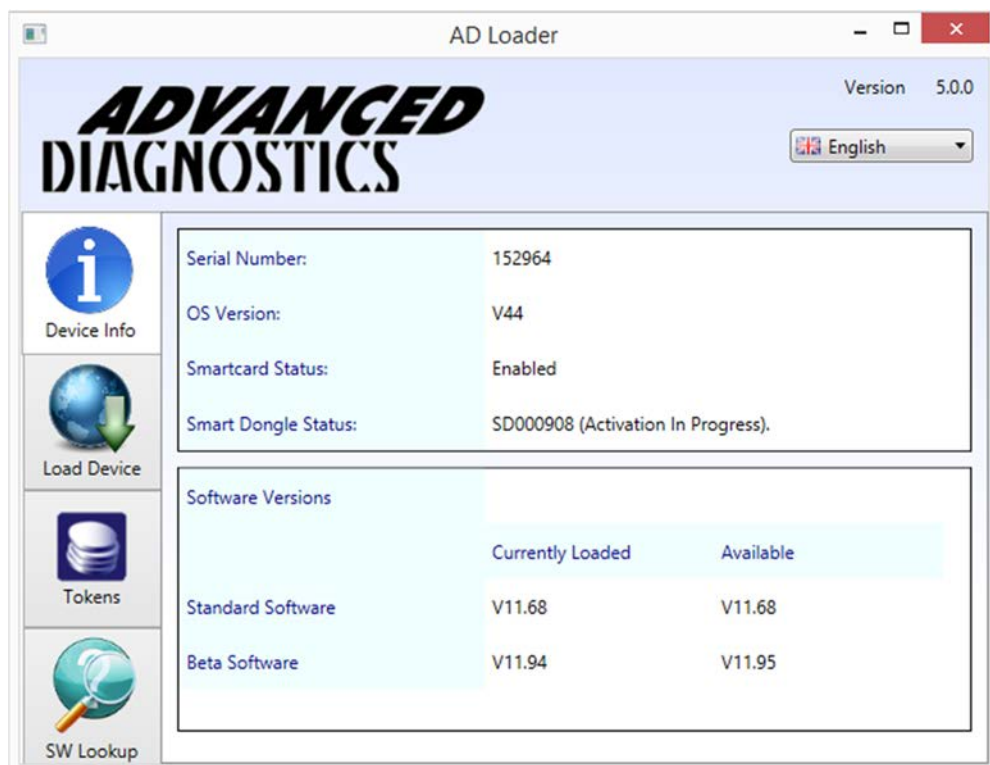 AD Loader
ADVANCED
DIAGNOSTICS
Version 5.0.0
English
Device Info
Load Device
Tokens
SW Lookup
Serial Number: 152964
OS Version: V44
Smartcard Status: Enabled
Smart Dongle Status: SD000908 (Activation In Progress).
Software Versions
Currently Loaded Available
Standard Software V11.68 V11.68
Beta Software V11.94 V11.95